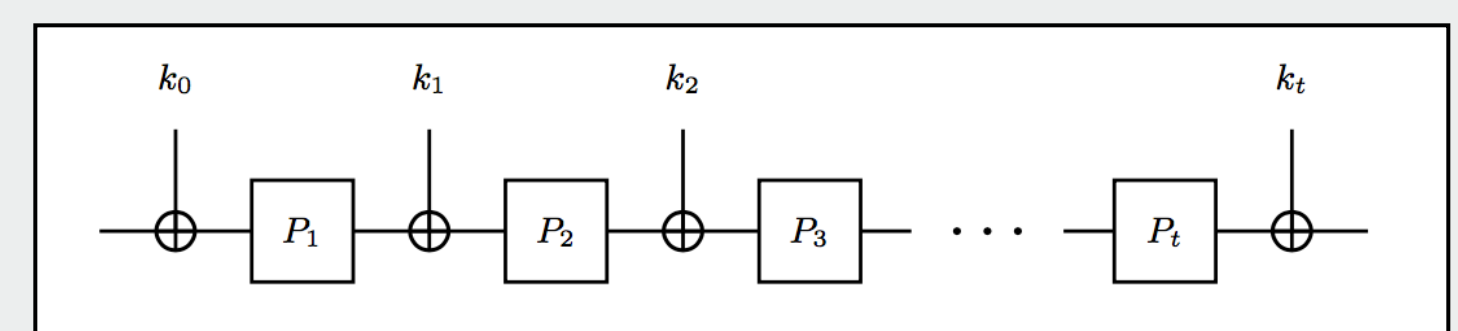 k₀ k₁ k₂ kₜ
P₁ P₂ P₃ · · · Pₜ